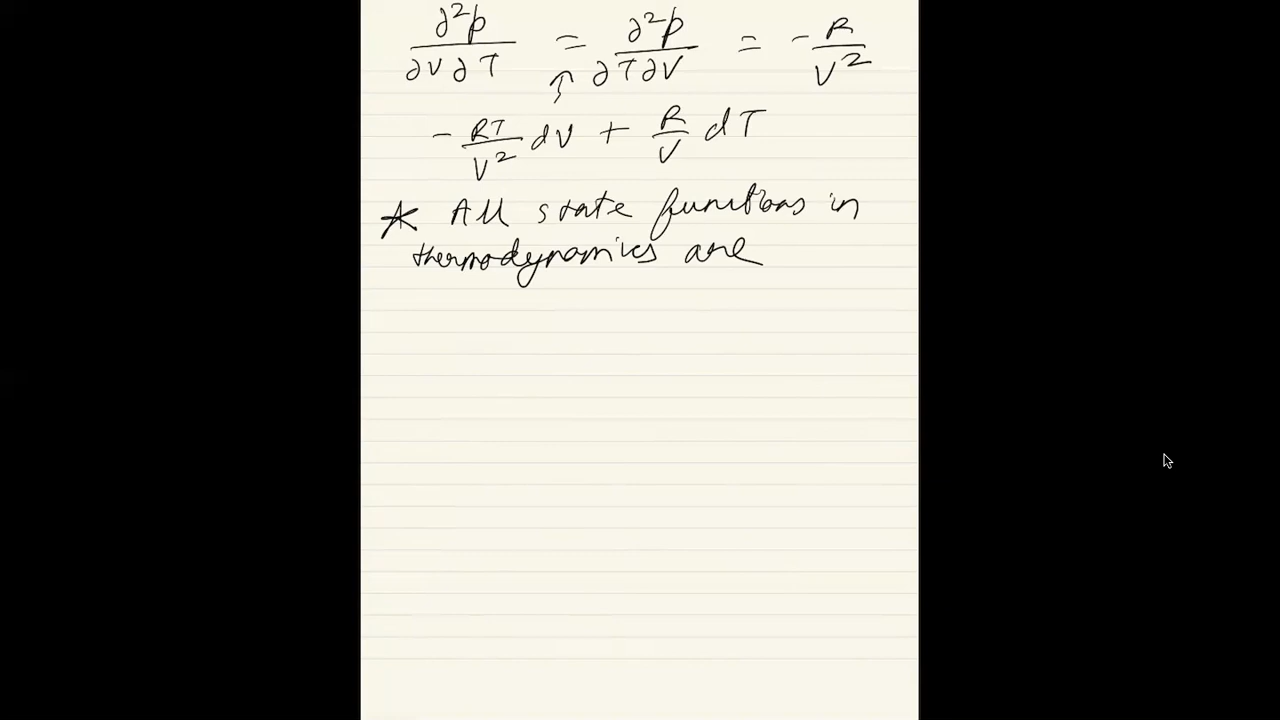 ∂²p/∂V∂T = ∂²p/∂T∂V = -R/V²
↑
-RT/V² dV + R/V dT
* All state functions in
thermodynamics are